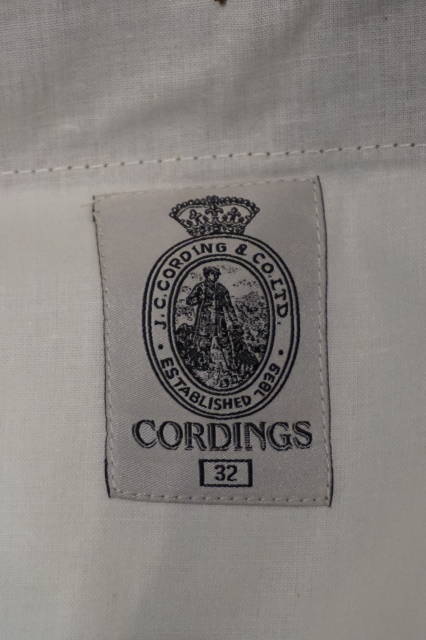 J.C.CORDING & CO.LTD.
ESTABLISHED 1839
CORDINGS
32